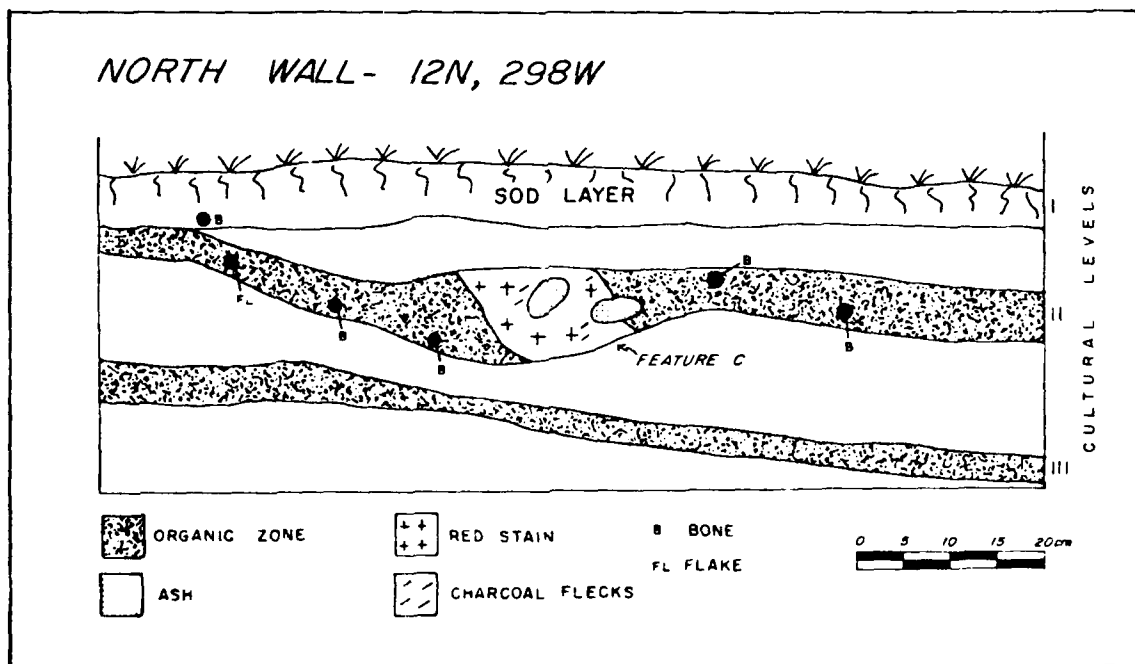 NORTH WALL- 12N, 298W
SOD LAYER
I
B
FL
B
B
B
B
II
FEATURE C
III
CULTURAL LEVELS
ORGANIC ZONE
RED STAIN
B BONE
FL FLAKE
0 5 10 15 20cm
ASH
CHARCOAL FLECKS